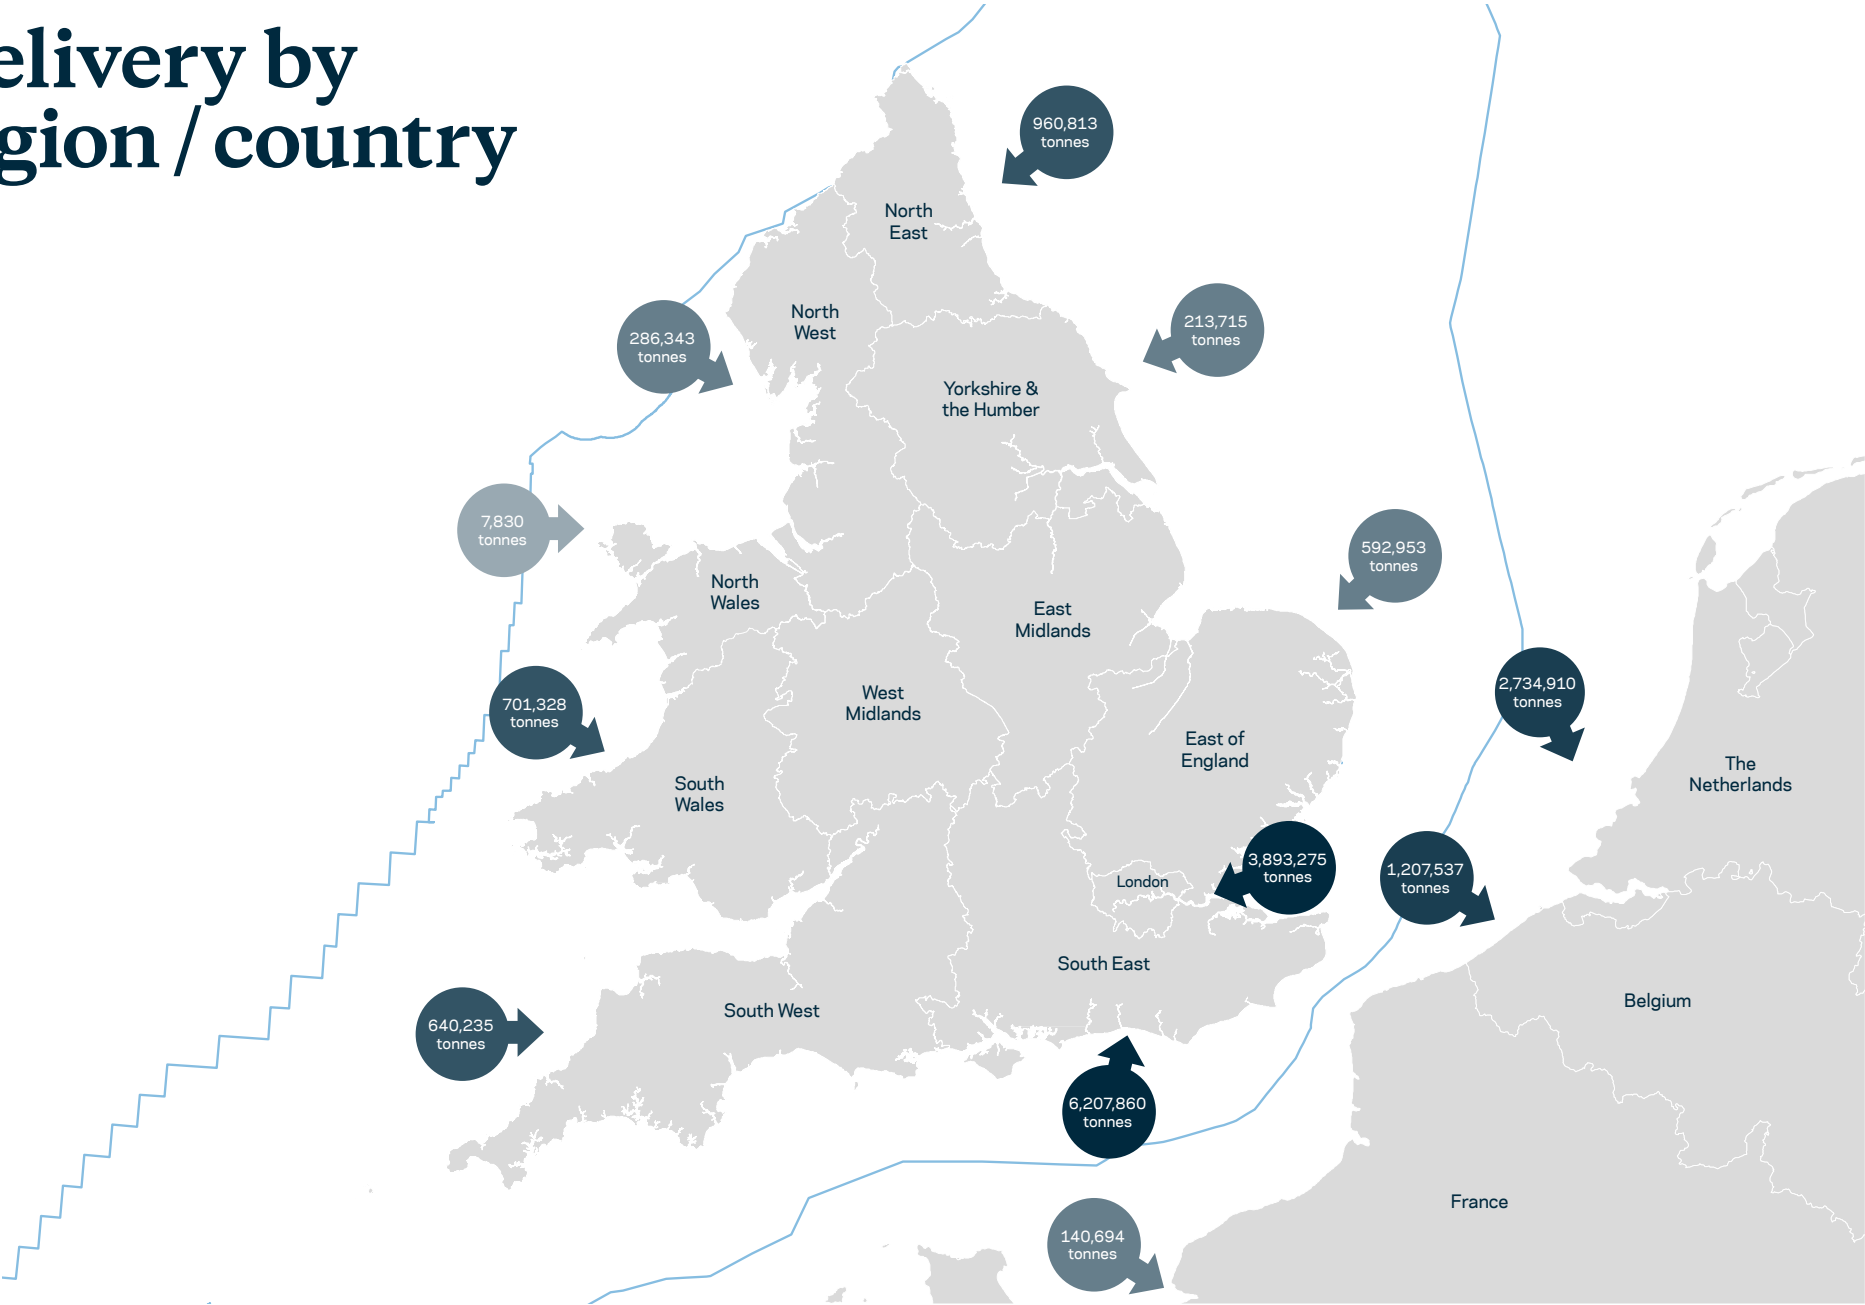 elivery by
gion / country
960,813
tonnes
North
East
213,715
tonnes
286,343
tonnes
North
West
Yorkshire &
the Humber
7,830
tonnes
592,953
tonnes
North
Wales
East
Midlands
701,328
tonnes
West
Midlands
2,734,910
tonnes
East of
England
The
Netherlands
South
Wales
3,893,275
tonnes
1,207,537
tonnes
London
South East
Belgium
South West
640,235
tonnes
6,207,860
tonnes
France
140,694
tonnes